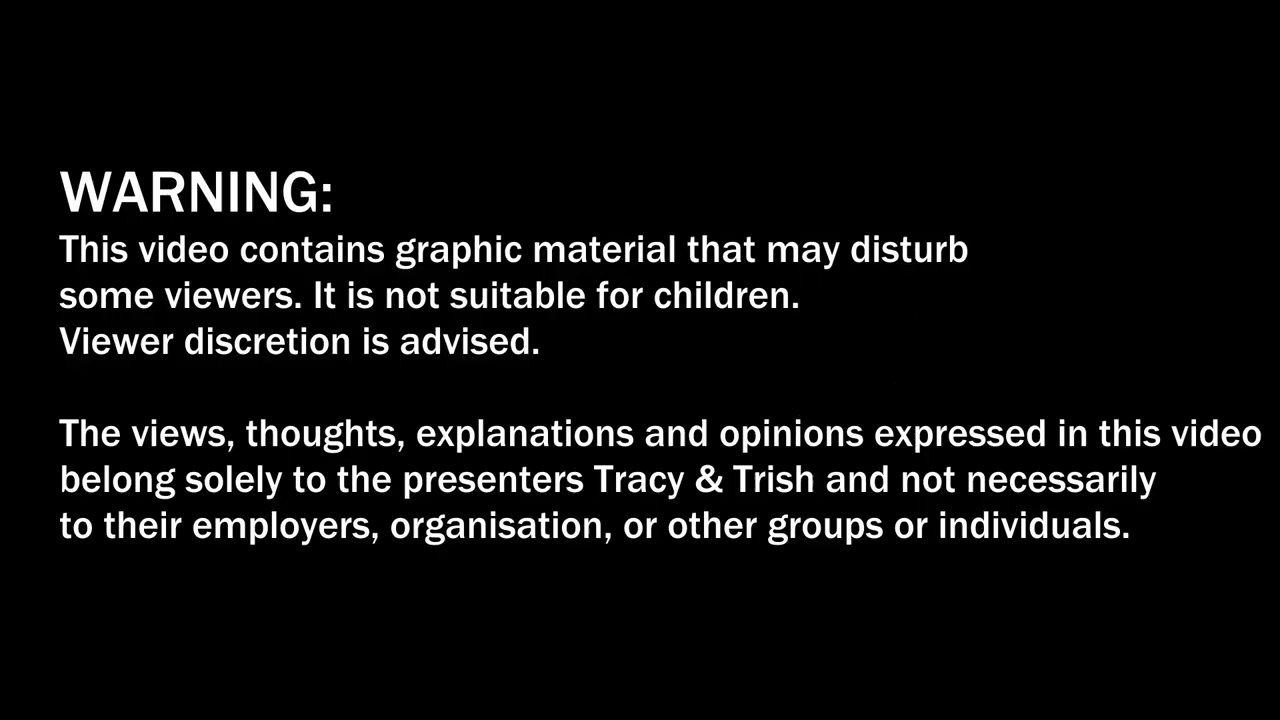 WARNING:
This video contains graphic material that may disturb
some viewers. It is not suitable for children.
Viewer discretion is advised.
The views, thoughts, explanations and opinions expressed in this video
belong solely to the presenters Tracy & Trish and not necessarily
to their employers, organisation, or other groups or individuals.